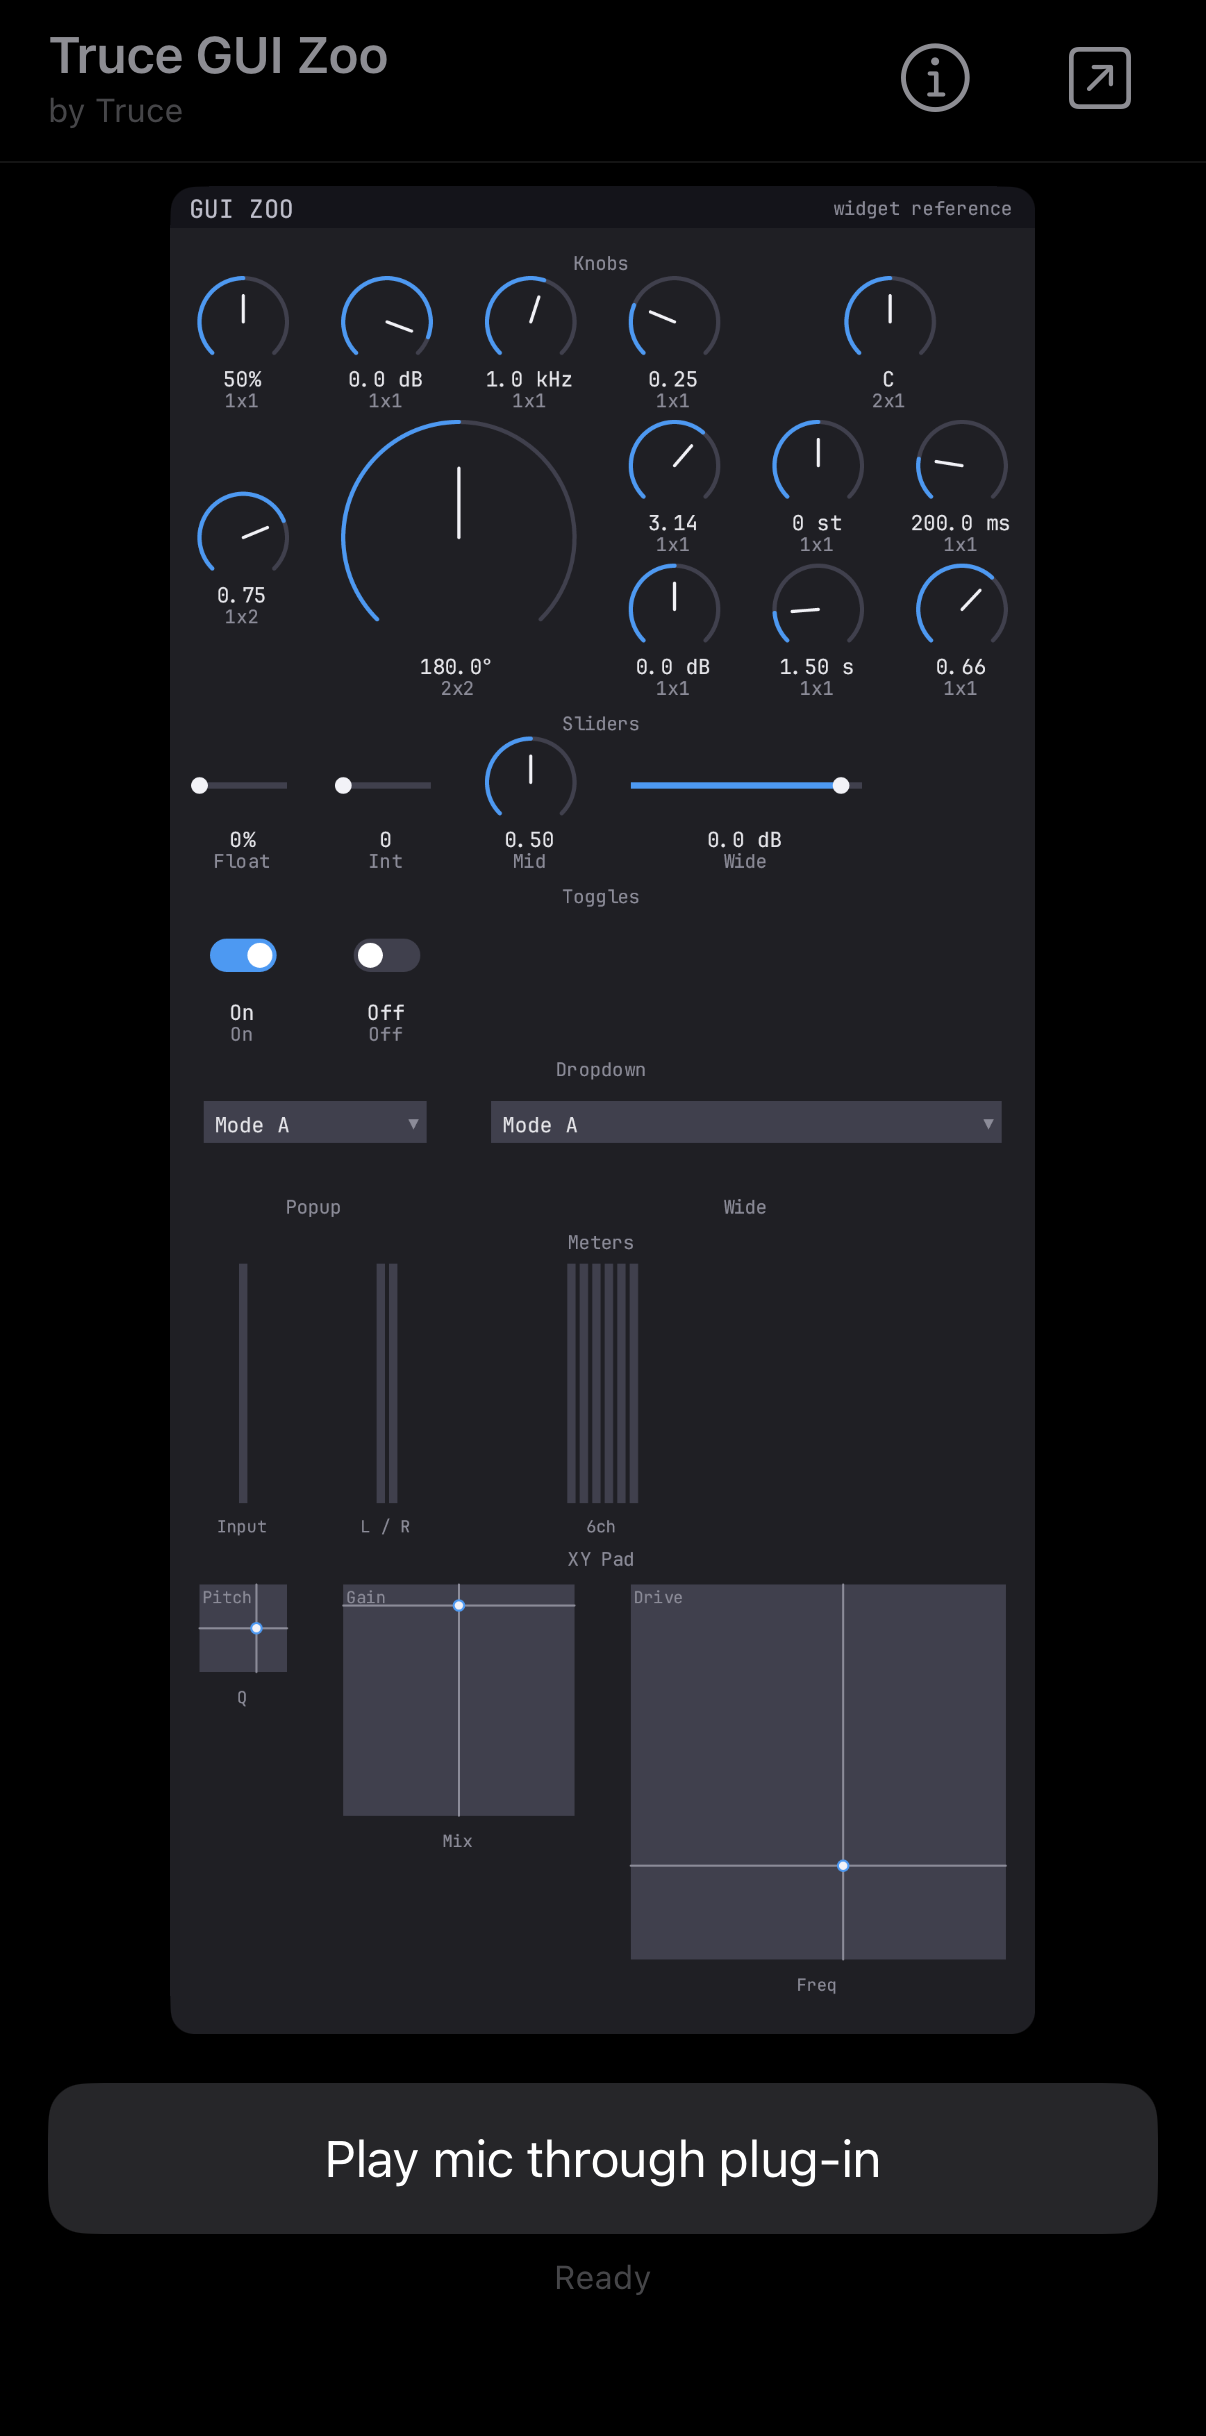 Truce GUI Zoo
by Truce
GUI ZOO widget reference
Knobs
50% 0.0 dB 1.0 kHz 0.25 C
1x1 1x1 1x1 1x1 2x1
3.14 0 st 200.0 ms
1x1 1x1 1x1
0.75
1x2
180.0° 0.0 dB 1.50 s 0.66
2x2 1x1 1x1 1x1
Sliders
0% 0 0.50 0.0 dB
Float Int Mid Wide
Toggles
On Off
On Off
Dropdown
Mode A Mode A
Popup Wide
Meters
Input L / R 6ch
XY Pad
Pitch Gain Drive
Q
Mix
Freq
Play mic through plug-in
Ready